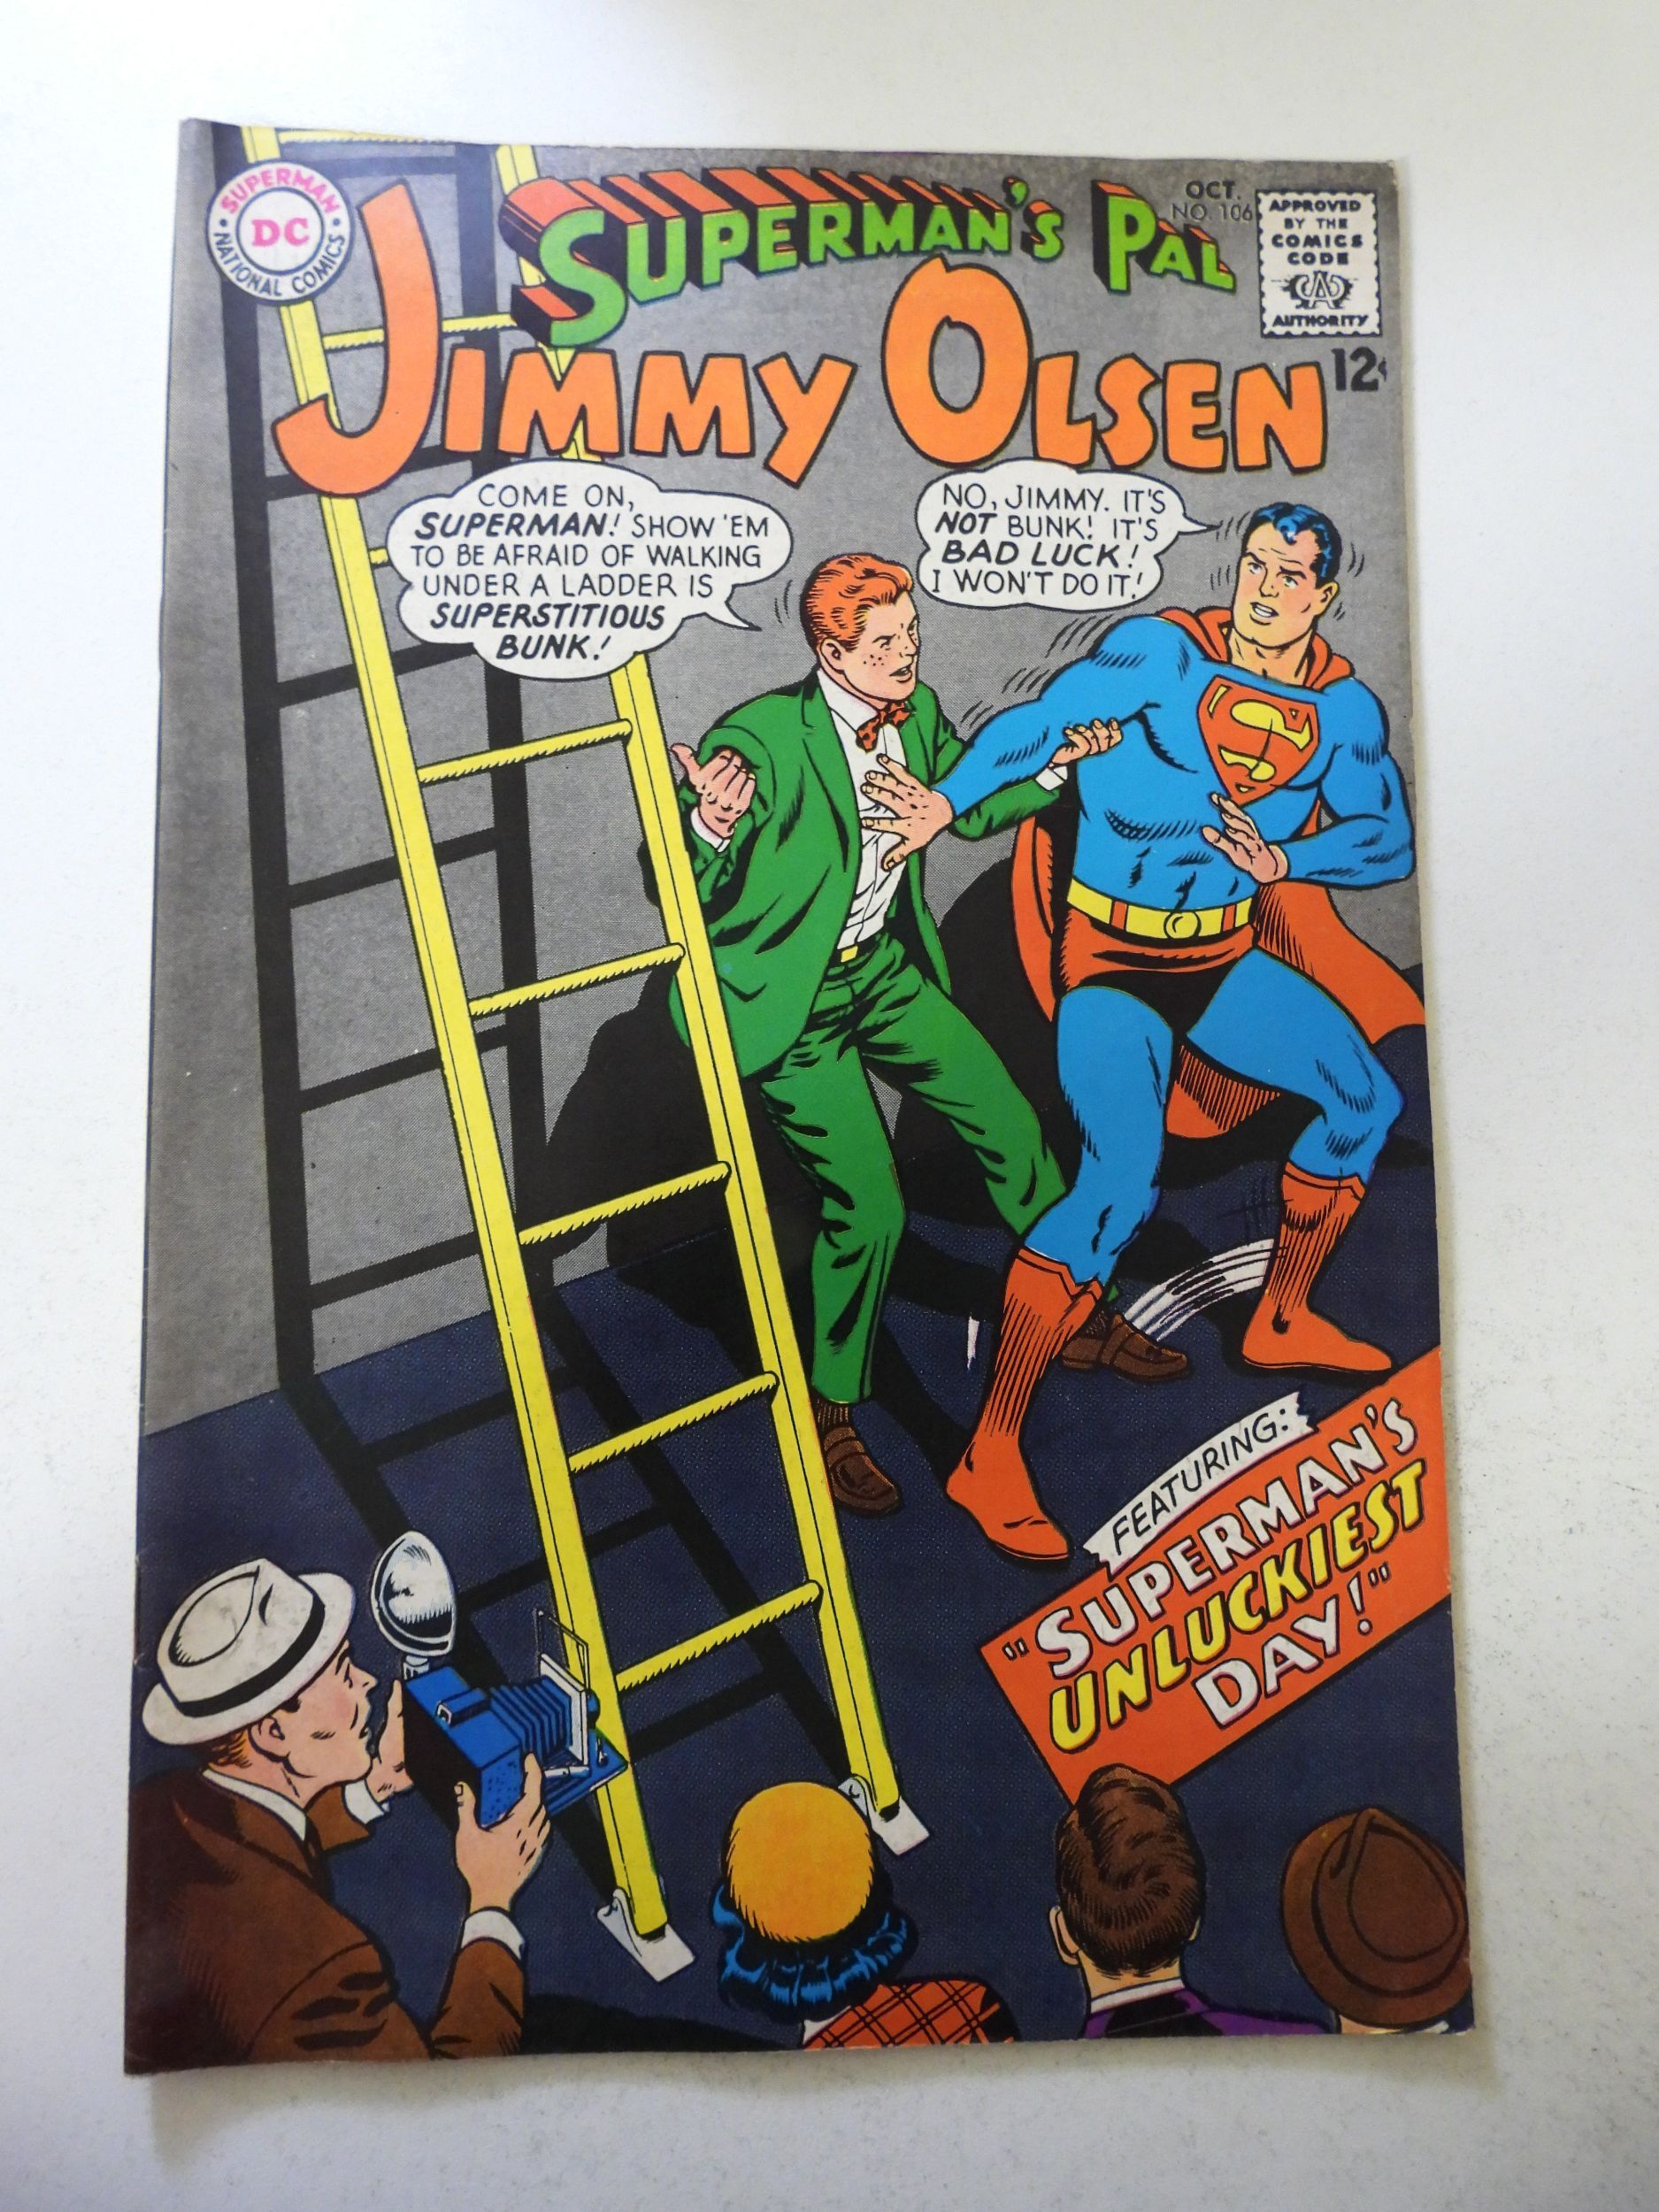 SUPERMAN
DC
NATIONAL COMICS
SUPERMAN'S PAL
JIMMY OLSEN
OCT.
NO. 106
APPROVED
BY THE
COMICS
CODE
CA
AUTHORITY
12¢
COME ON,
SUPERMAN! SHOW 'EM
TO BE AFRAID OF WALKING
UNDER A LADDER IS
SUPERSTITIOUS
BUNK!
NO, JIMMY. IT'S
NOT BUNK! IT'S
BAD LUCK!
I WON'T DO IT!
S
FEATURING:
"SUPERMAN'S
UNLUCKIEST
DAY!"